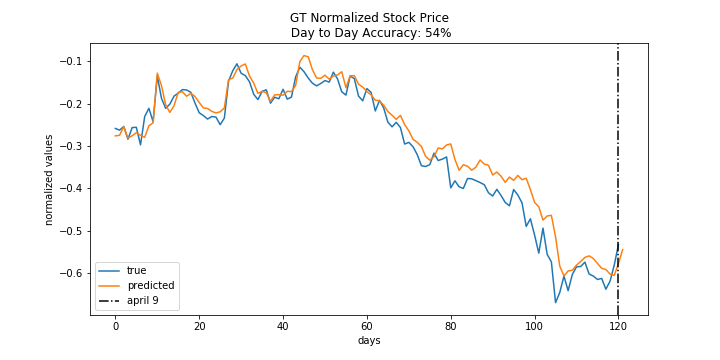 GT Normalized Stock Price
Day to Day Accuracy: 54%
normalized values
−0.1
−0.2
−0.3
−0.4
−0.5
−0.6
true
predicted
april 9
0
20
40
60
80
100
120
days